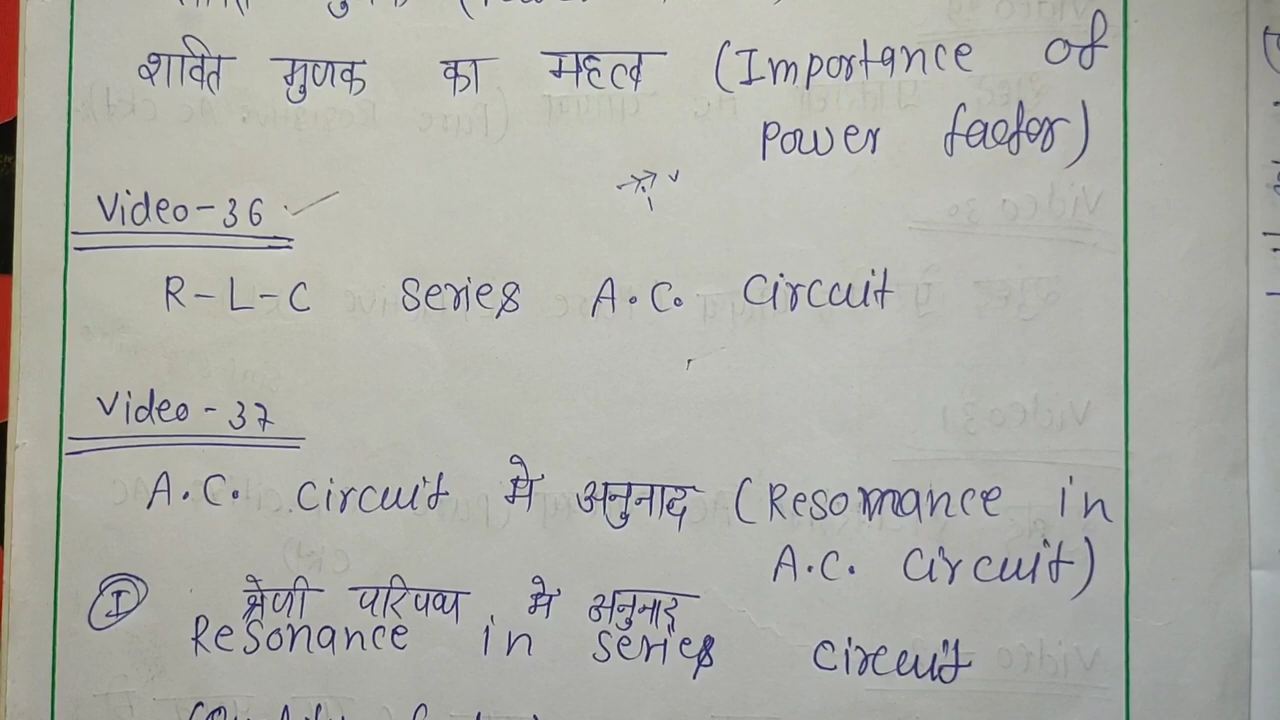 शक्ति गुणक का महत्व (Importance of
Power factor)
Video-36
R-L-C Series A.C. Circuit
Video-37
A.C. Circuit में अनुनाद (Resonance in
A.C. Circuit)
I श्रेणी परिपथ में अनुनाद
Resonance in Series Circuit